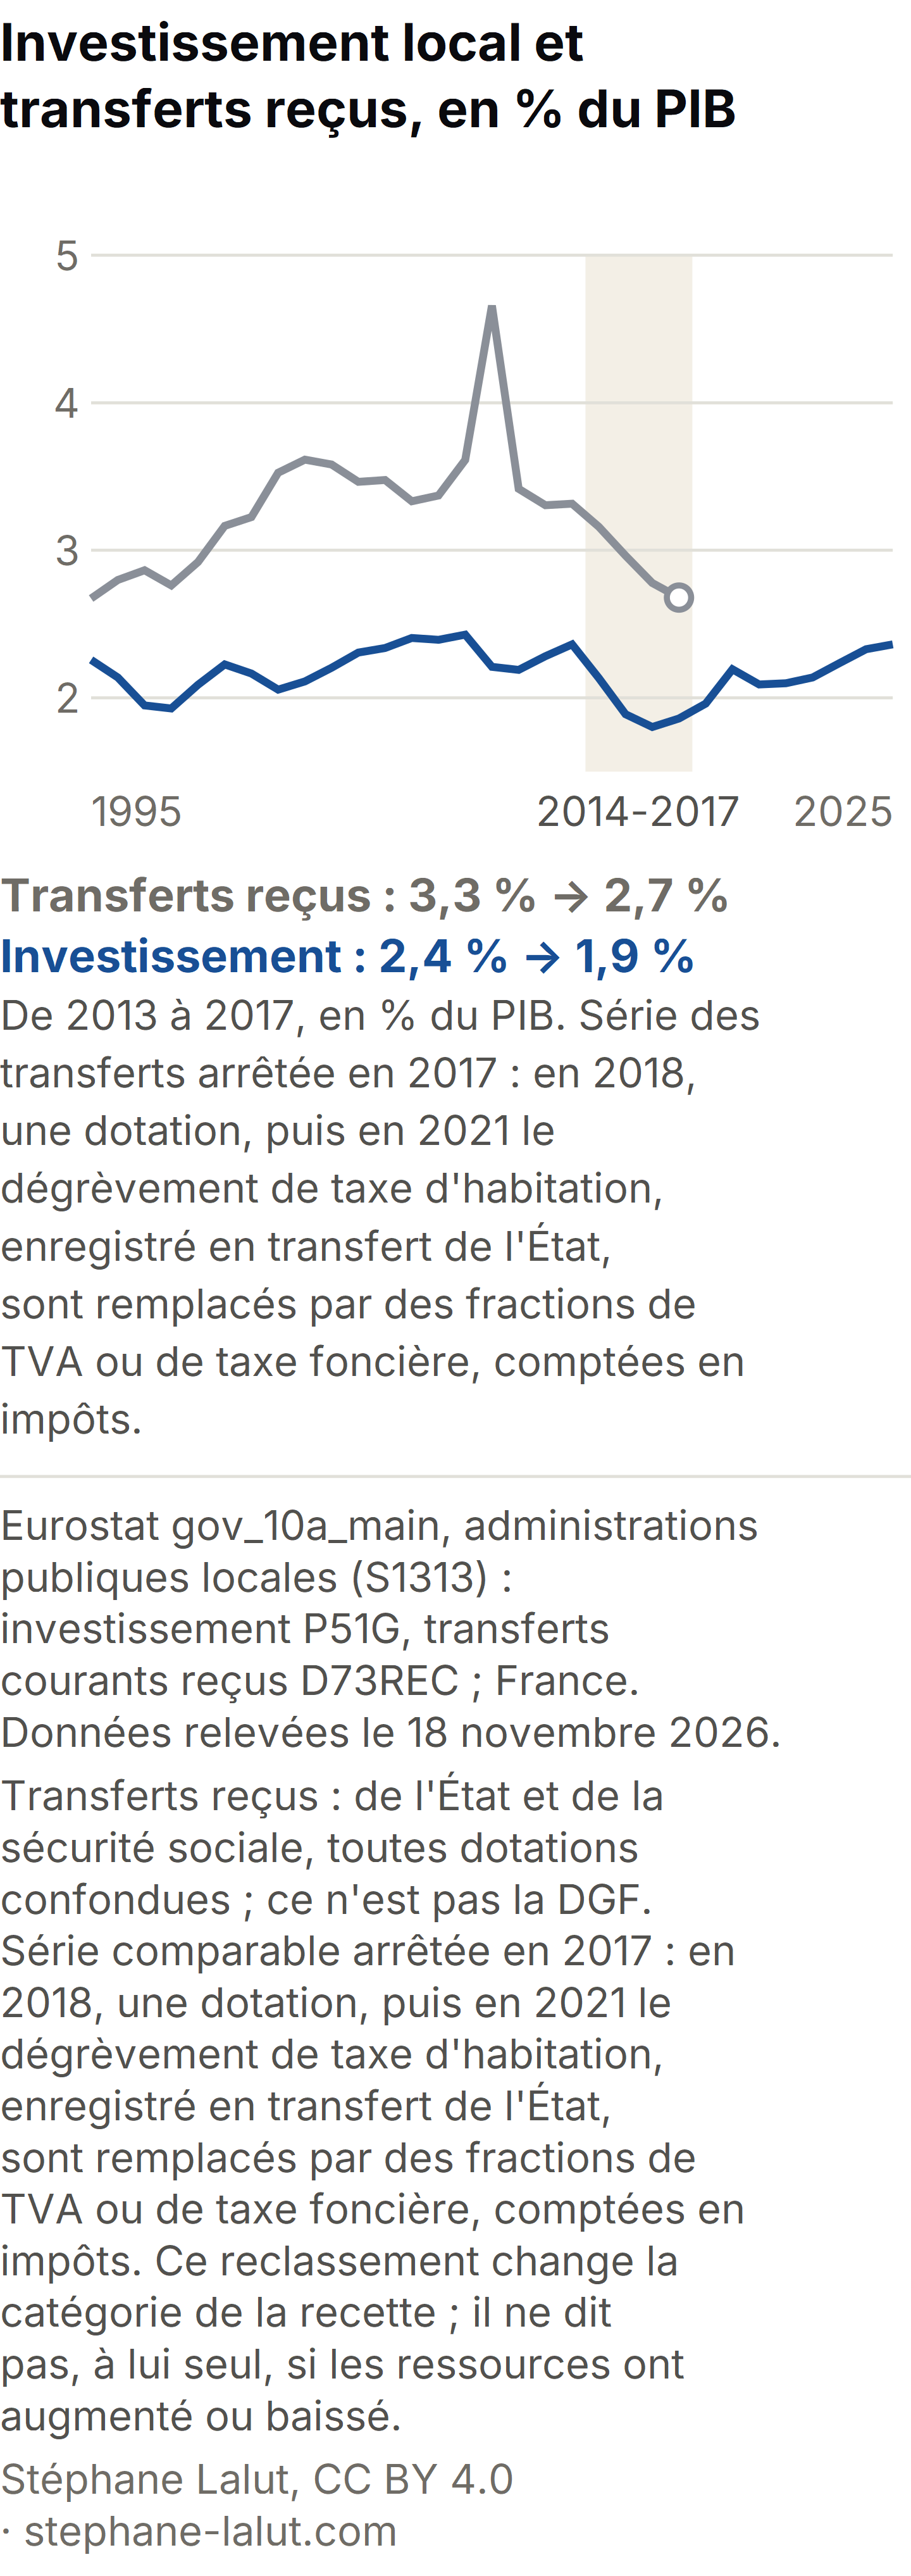 Investissement local et
transferts reçus, en % du PIB
5
4
3
2
1995
2014-2017
2025
Transferts reçus : 3,3 % → 2,7 %
Investissement : 2,4 % → 1,9 %
De 2013 à 2017, en % du PIB. Série des
transferts arrêtée en 2017 : en 2018,
une dotation, puis en 2021 le
dégrèvement de taxe d'habitation,
enregistré en transfert de l'État,
sont remplacés par des fractions de
TVA ou de taxe foncière, comptées en
impôts.
Eurostat gov_10a_main, administrations
publiques locales (S1313) :
investissement P51G, transferts
courants reçus D73REC ; France.
Données relevées le 18 novembre 2026.
Transferts reçus : de l'État et de la
sécurité sociale, toutes dotations
confondues ; ce n'est pas la DGF.
Série comparable arrêtée en 2017 : en
2018, une dotation, puis en 2021 le
dégrèvement de taxe d'habitation,
enregistré en transfert de l'État,
sont remplacés par des fractions de
TVA ou de taxe foncière, comptées en
impôts. Ce reclassement change la
catégorie de la recette ; il ne dit
pas, à lui seul, si les ressources ont
augmenté ou baissé.
Stéphane Lalut, CC BY 4.0
· stephane-lalut.com